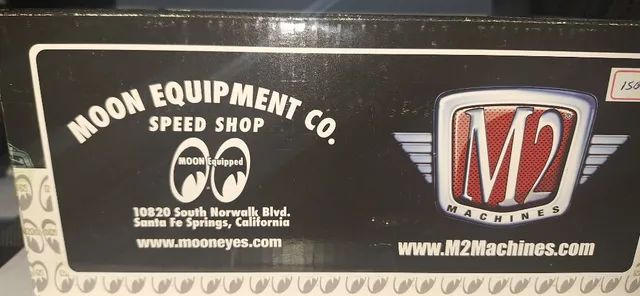 MOON EQUIPMENT CO.
SPEED SHOP
MOON Equipped
10820 South Norwalk Blvd.
Santa Fe Springs, California
www.mooneyes.com
M2
MACHINES
www.M2Machines.com